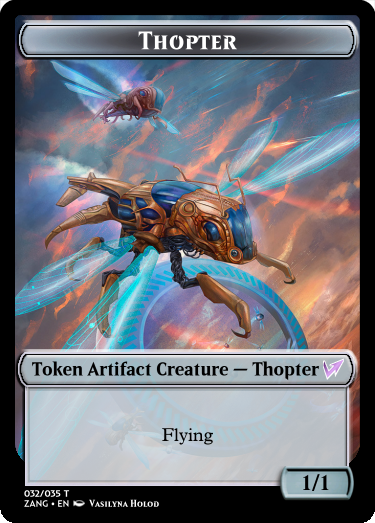 Thopter
Token Artifact Creature — Thopter
Flying
1/1
032/035 T
ZANG • EN Vasilyna Holod